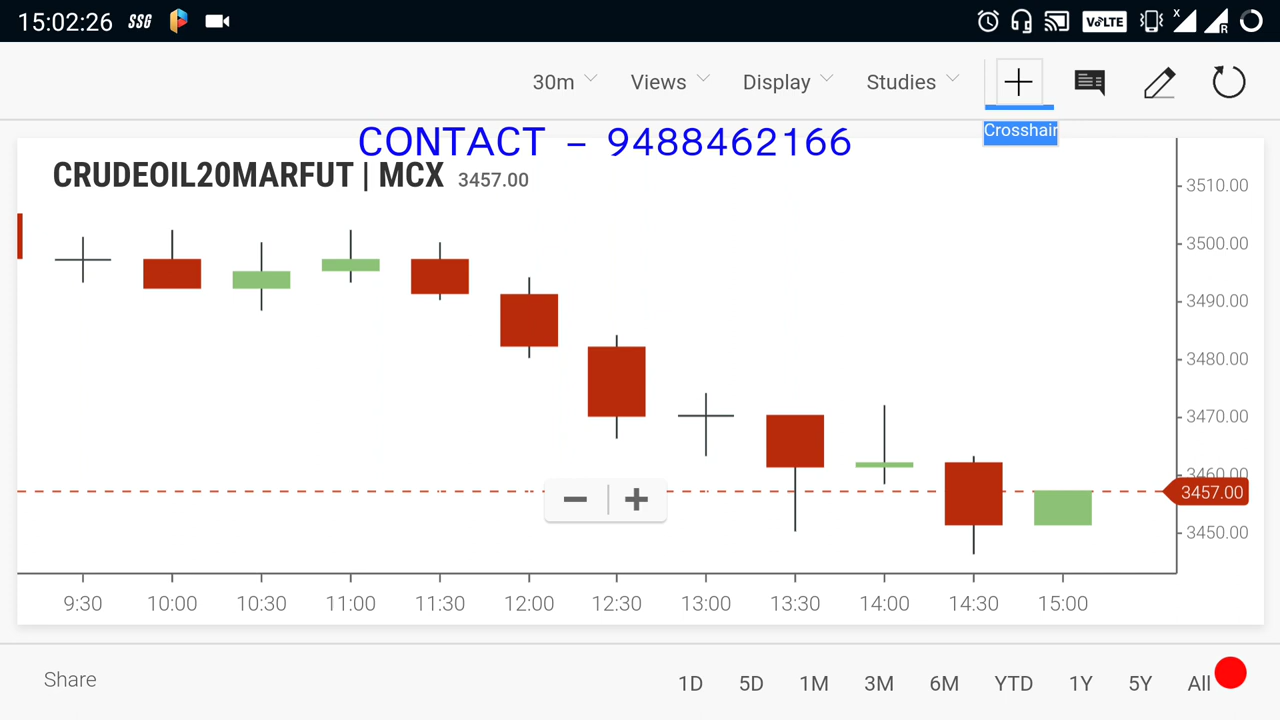 15:02:26 SSG VoLTE X R
30m Views Display Studies
Crosshair
CONTACT - 9488462166
CRUDEOIL20MARFUT | MCX 3457.00
3510.00
3500.00
3490.00
3480.00
3470.00
3460.00
3457.00
3450.00
9:30 10:00 10:30 11:00 11:30 12:00 12:30 13:00 13:30 14:00 14:30 15:00
Share 1D 5D 1M 3M 6M YTD 1Y 5Y All